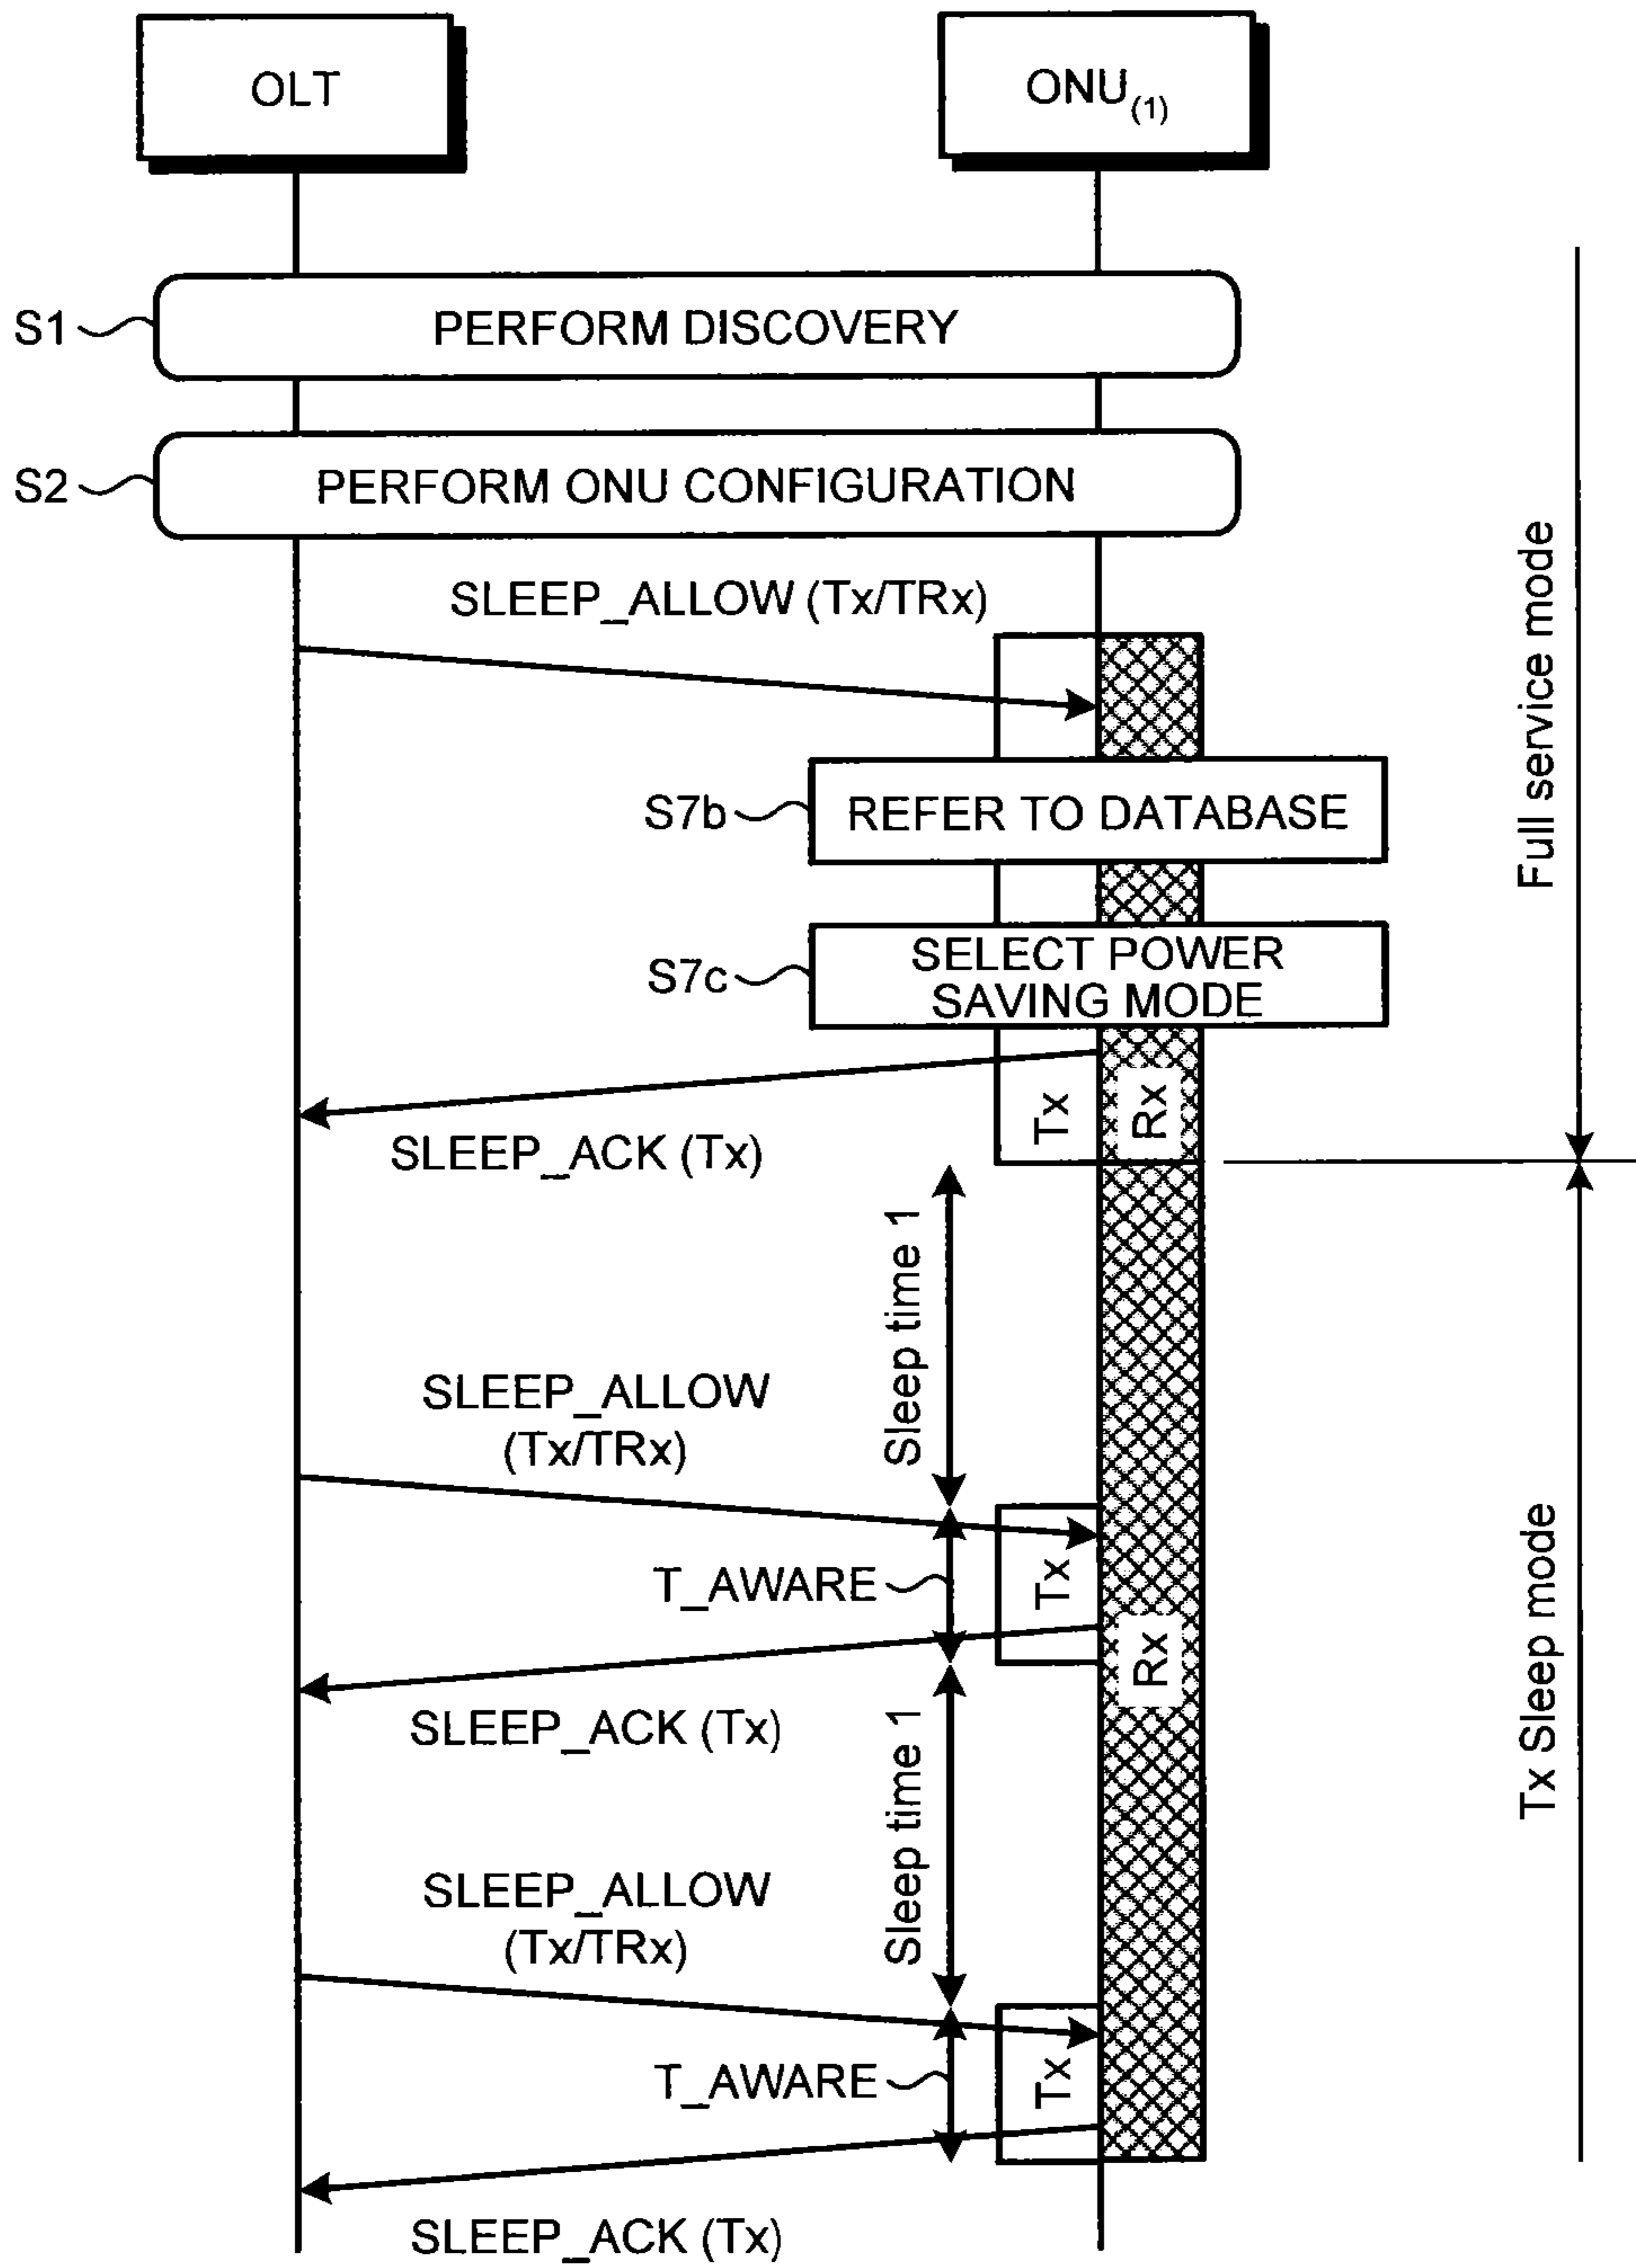 OLT
ONU(1)
S1
PERFORM DISCOVERY
S2
PERFORM ONU CONFIGURATION
SLEEP_ALLOW (Tx/TRx)
Full service mode
S7b
REFER TO DATABASE
S7c
SELECT POWER
SAVING MODE
Tx
Rx
SLEEP_ACK (Tx)
Sleep time 1
SLEEP_ALLOW
(Tx/TRx)
T_AWARE
Tx
Rx
Tx Sleep mode
SLEEP_ACK (Tx)
Sleep time 1
SLEEP_ALLOW
(Tx/TRx)
T_AWARE
Tx
SLEEP_ACK (Tx)